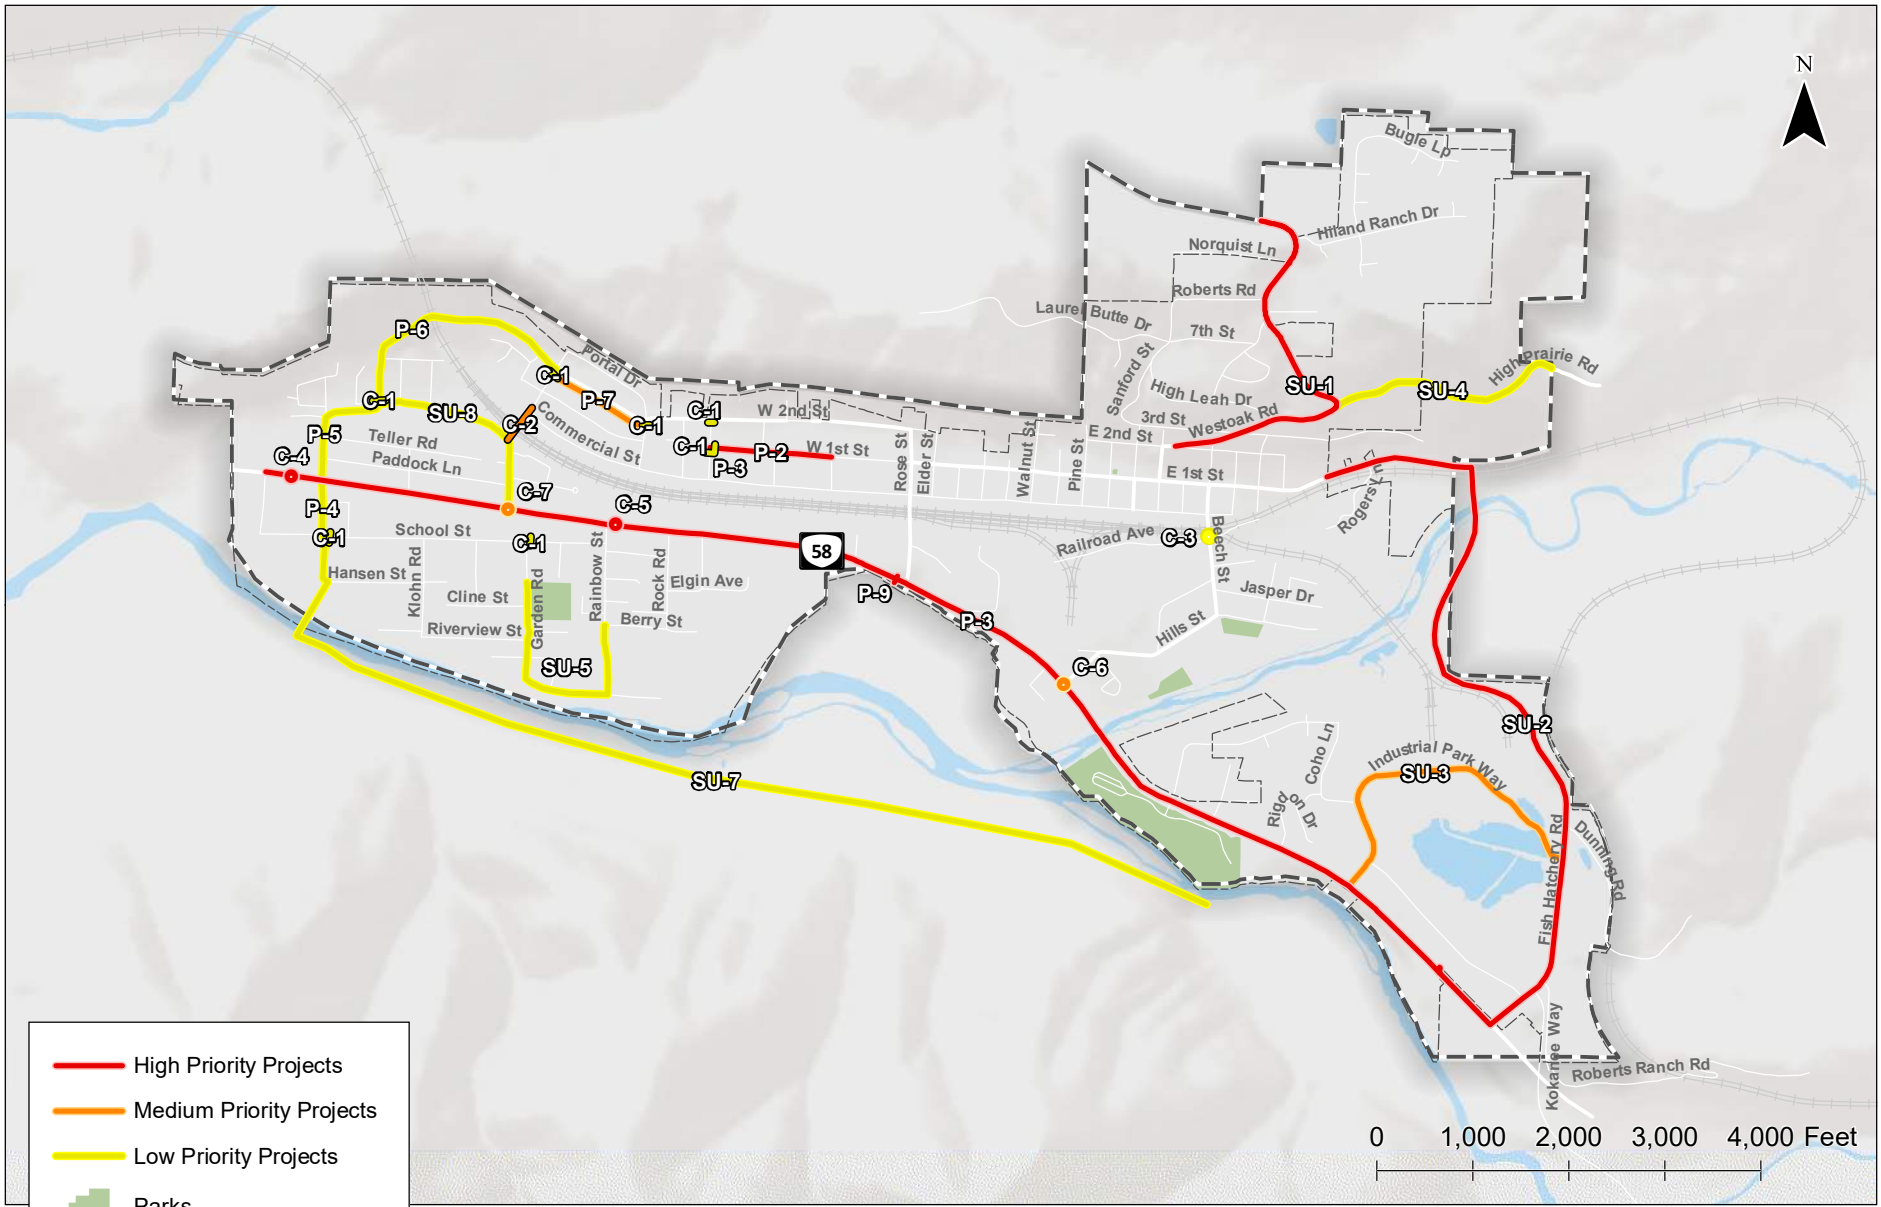 N
Bugle Lp
Hiland Ranch Dr
Norquist Ln
Roberts Rd
Laurel Butte Dr
7th St
P-6
Portal Dr
High Prairie Rd
Sanford St
C-1
SU-1
SU-4
High Leah Dr
P-7
C-1
SU-8
C-1
W 2nd St
3rd St
Westoak Rd
C-2
C-1
Commercial St
P-5
Teller Rd
E 2nd St
C-1
P-2
W 1st St
Rose St
Elder St
Walnut St
Pine St
C-4
Paddock Ln
P-3
E 1st St
C-7
Rogers Ln
P-4
C-5
School St
C-1
C-1
58
Railroad Ave
C-3
Beech St
Hansen St
Klohn Rd
Garden Rd
Rainbow St
Rock Rd
Elgin Ave
P-9
Jasper Dr
Cline St
Berry St
P-3
Riverview St
Hills St
SU-5
C-6
SU-2
Coho Ln
Industrial Park Way
SU-3
SU-7
Rigdon Dr
Fish Hatchery Rd
Dunning Rd
Kokanee Way
Roberts Ranch Rd
High Priority Projects
Medium Priority Projects
Low Priority Projects
Parks
0 1,000 2,000 3,000 4,000 Feet